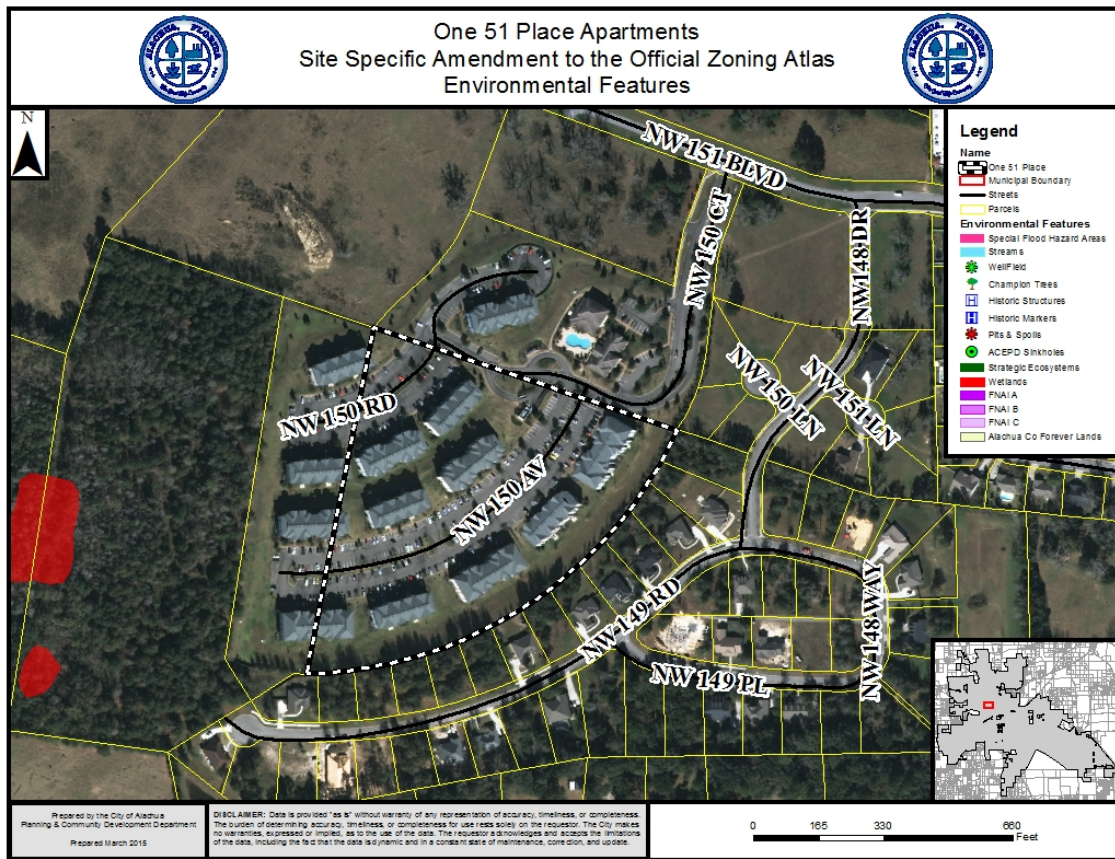 One 51 Place Apartments
Site Specific Amendment to the Official Zoning Atlas
Environmental Features
ALACHUA, FLORIDA
ALACHUA, FLORIDA
N
NW 151 BLVD
NW 150 CT
NW 148 DR
NW 150 LN
NW 151 LN
NW 150 RD
NW 150 AV
NW 149 RD
NW 149 PL
NW 148 WAY
Legend
Name
One 51 Place
Municipal Boundary
Streets
Parcels
Environmental Features
Special Flood Hazard Areas
Streams
WellField
Champion Trees
Historic Structures
Historic Markers
Pits & Spoils
ACEPD Sinkholes
Strategic Ecosystems
Wetlands
FNAI A
FNAI B
FNAI C
Alachua Co Forever Lands
Prepared by the City of Alachua
Planning & Community Development Department
Prepared March 2015
DISCLAIMER: Data is provided "as is" without warranty of any representation of accuracy, timeliness, or completeness.
The burden of determining accuracy, timeliness, or completeness for use rests solely on the requestor. The City makes
no warranties, expressed or implied, as to the use of the data. The requestor acknowledges and accepts the limitations
of the data, including the fact that the data is dynamic and in a constant state of maintenance, correction, and update.
0 165 330 660
Feet